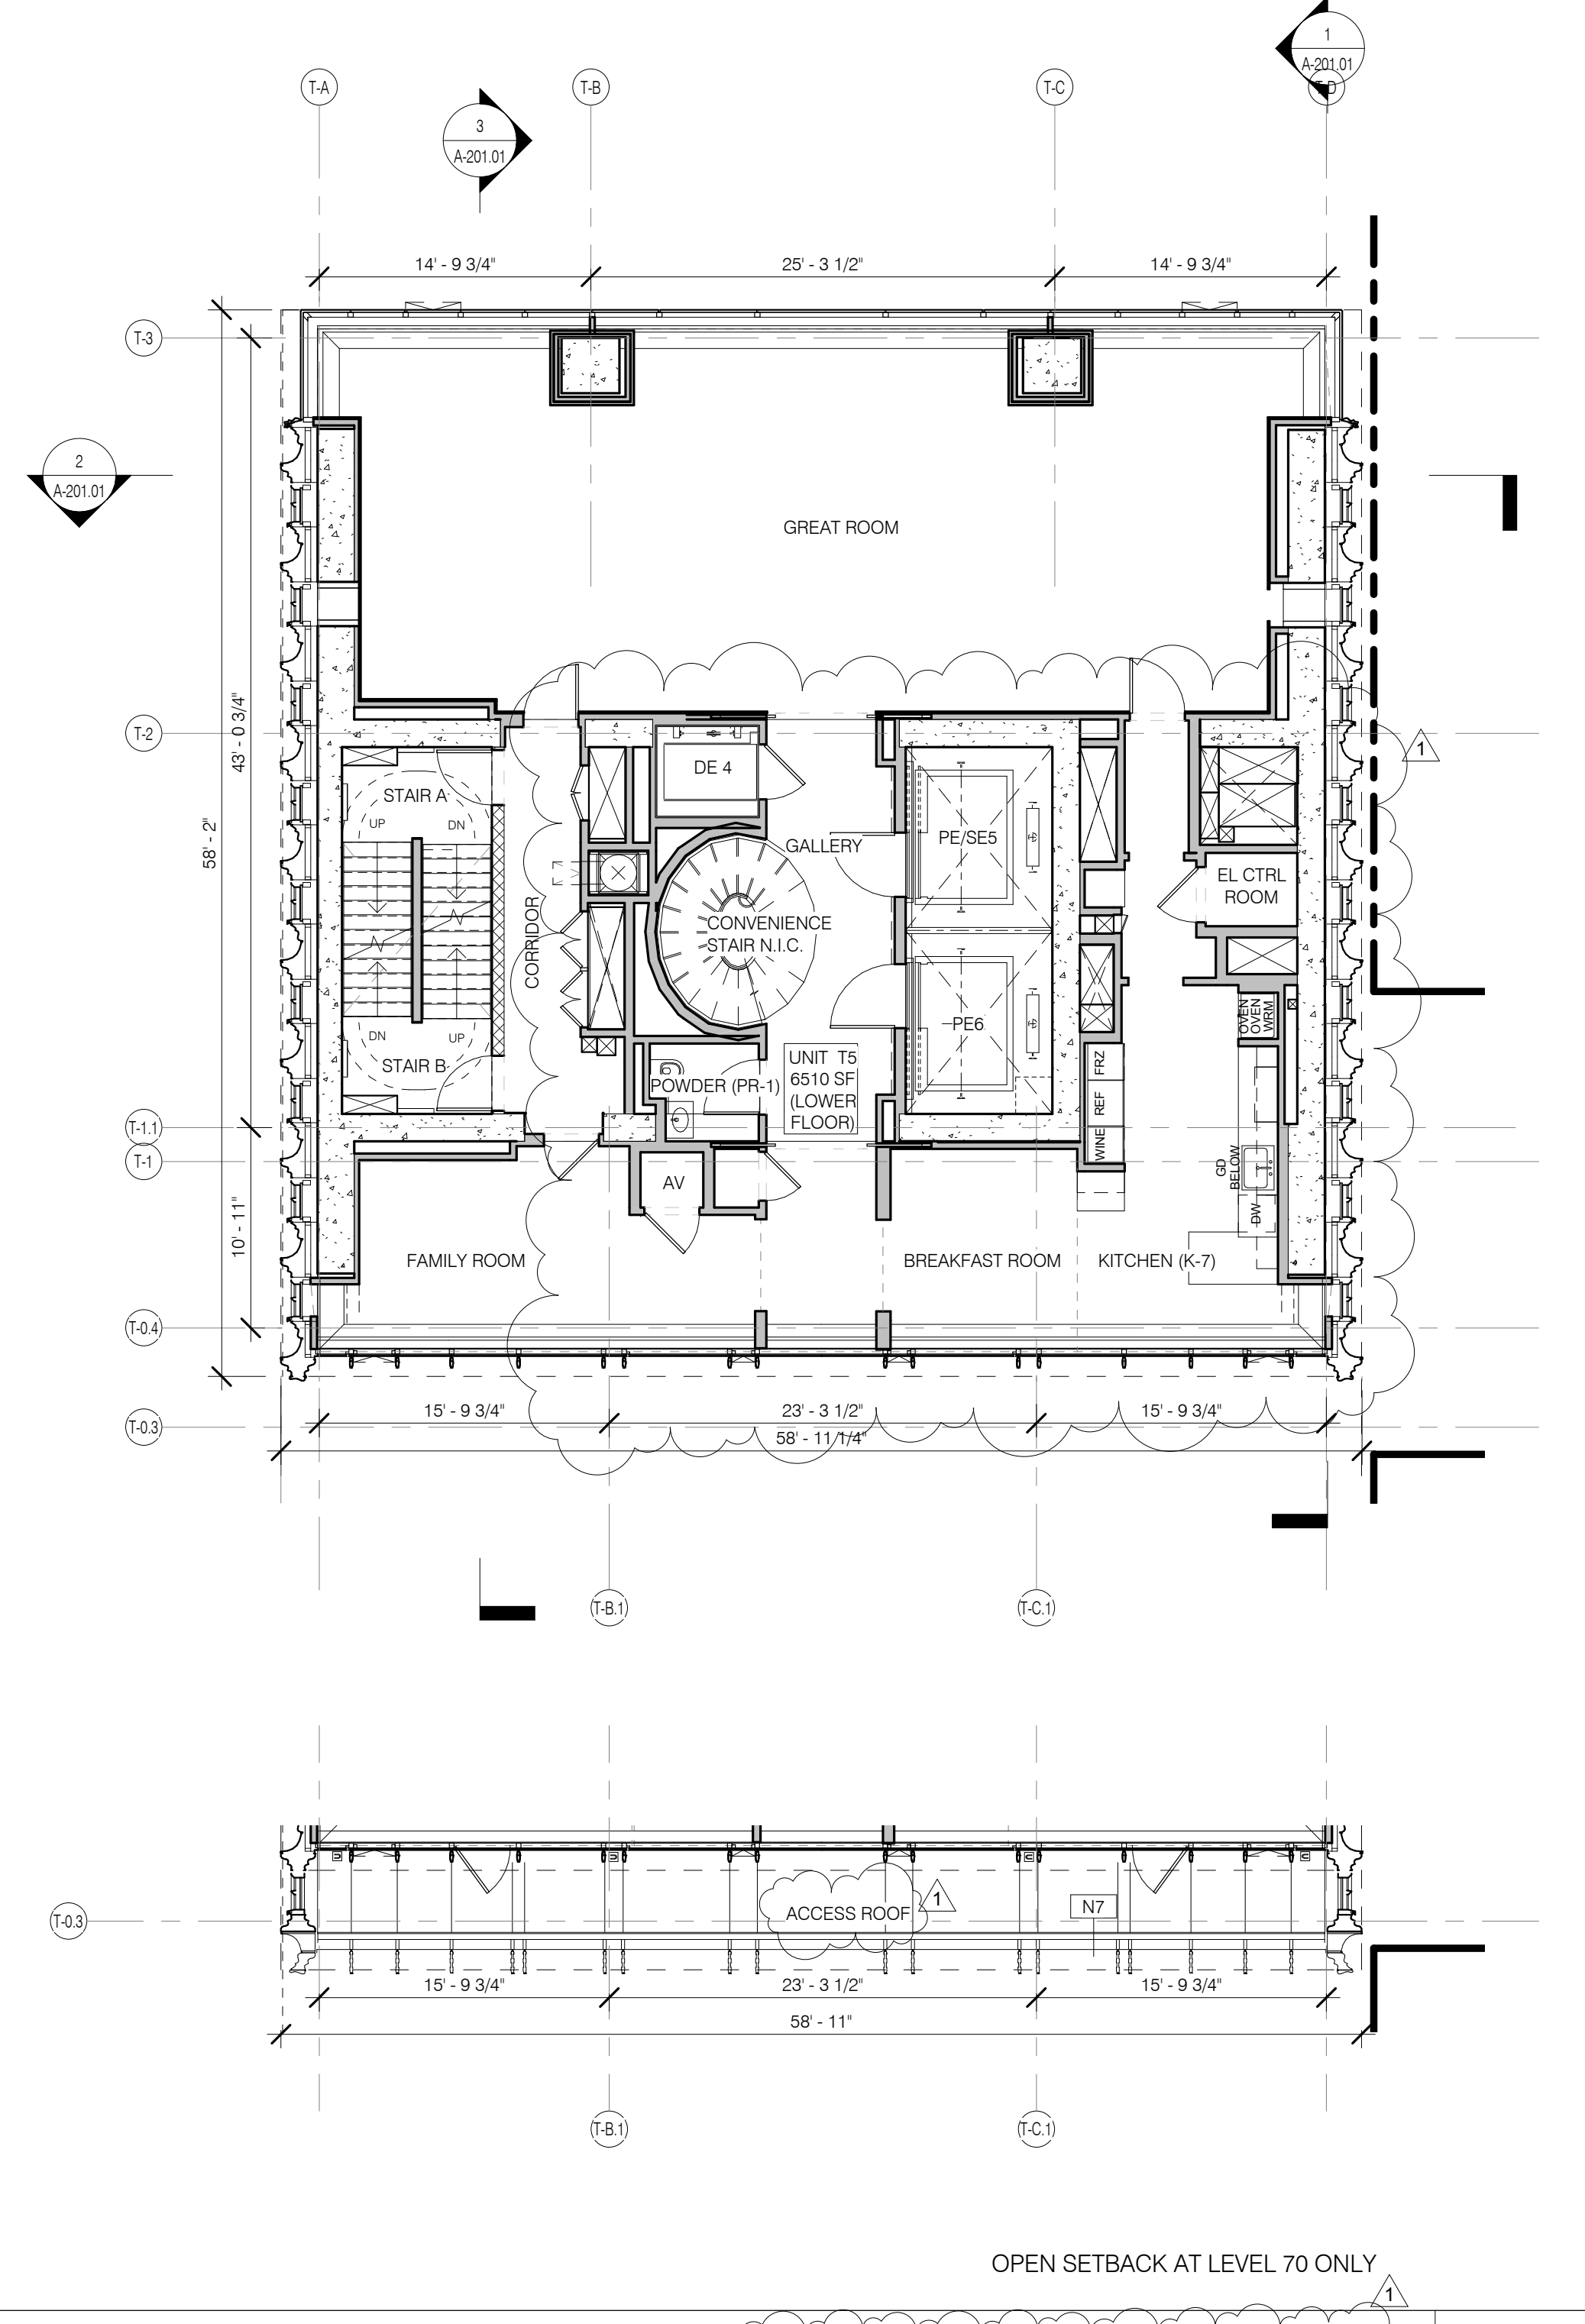 1
A-201.01
T-A
T-B
T-C
T-D
3
A-201.01
14' - 9 3/4"
25' - 3 1/2"
14' - 9 3/4"
T-3
2
A-201.01
GREAT ROOM
43' - 0 3/4"
T-2
1
58' - 2"
DE 4
STAIR A
UP
DN
GALLERY
PE/SE5
EL CTRL
ROOM
CORRIDOR
CONVENIENCE
STAIR N.I.C.
OVEN
OVEN
WRM
PE6
DN
UP
STAIR B
UNIT T5
6510 SF
(LOWER
FLOOR)
POWDER (PR-1)
FRZ
REF
WINE
T-1.1
T-1
GD
BELOW
AV
DW
10' - 11"
FAMILY ROOM
BREAKFAST ROOM
KITCHEN (K-7)
T-0.4
T-0.3
15' - 9 3/4"
23' - 3 1/2"
15' - 9 3/4"
58' - 11 1/4"
T-B.1
T-C.1
T-0.3
ACCESS ROOF
1
N7
15' - 9 3/4"
23' - 3 1/2"
15' - 9 3/4"
58' - 11"
T-B.1
T-C.1
OPEN SETBACK AT LEVEL 70 ONLY
1